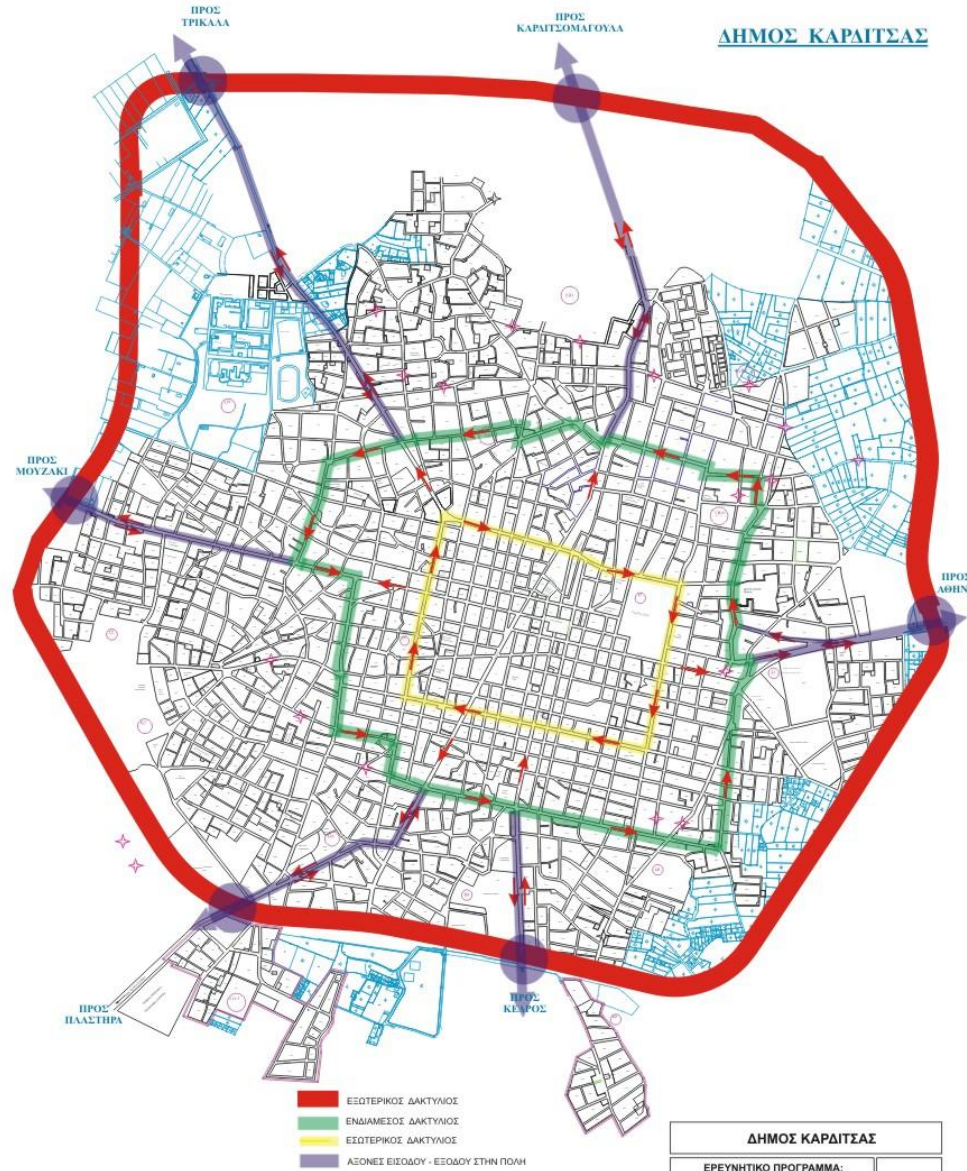 ΠΡΟΣ
ΤΡΙΚΑΛΑ
ΠΡΟΣ
ΚΑΡΔΙΤΣΟΜΑΓΟΥΛΑ
ΔΗΜΟΣ ΚΑΡΔΙΤΣΑΣ
ΠΡΟΣ
ΜΟΥΖΑΚΙ
ΠΡΟΣ
ΑΘΗΝ
ΠΡΟΣ
ΠΛΑΣΤΗΡΑ
ΠΡΟΣ
ΚΕΔΡΟΣ
ΕΞΩΤΕΡΙΚΟΣ ΔΑΚΤΥΛΙΟΣ
ΕΝΔΙΑΜΕΣΟΣ ΔΑΚΤΥΛΙΟΣ
ΕΣΩΤΕΡΙΚΟΣ ΔΑΚΤΥΛΙΟΣ
ΑΞΟΝΕΣ ΕΙΣΟΔΟΥ - ΕΞΟΔΟΥ ΣΤΗΝ ΠΟΛΗ
ΔΗΜΟΣ ΚΑΡΔΙΤΣΑΣ
ΕΡΕΥΝΗΤΙΚΟ ΠΡΟΓΡΑΜΜΑ: